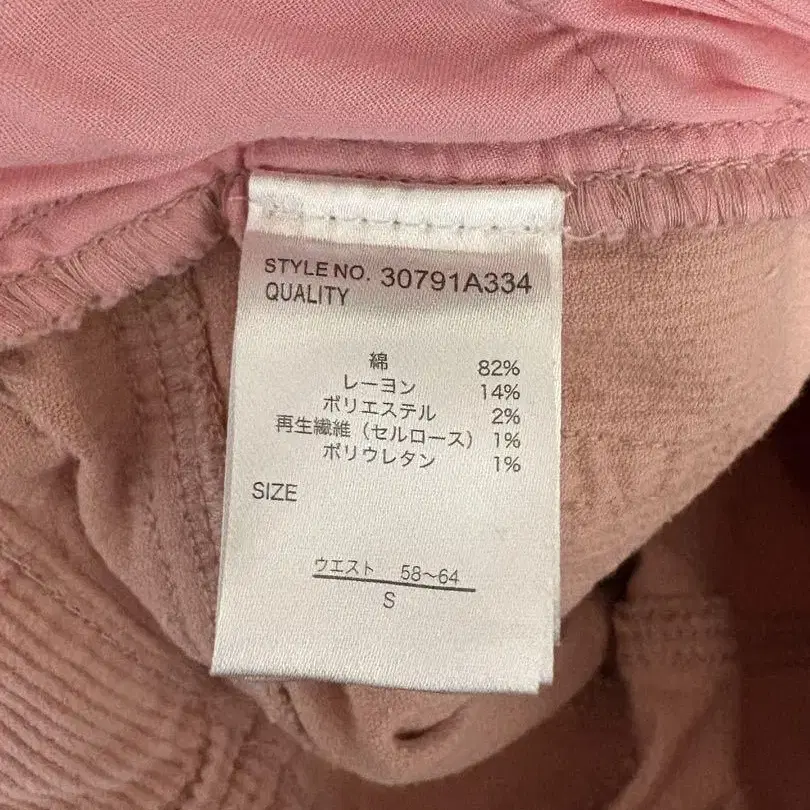 STYLE NO. 30791A334
QUALITY
綿 82%
レーヨン 14%
ポリエステル 2%
再生繊維（セルロース） 1%
ポリウレタン 1%
SIZE
ウエスト 58〜64
S